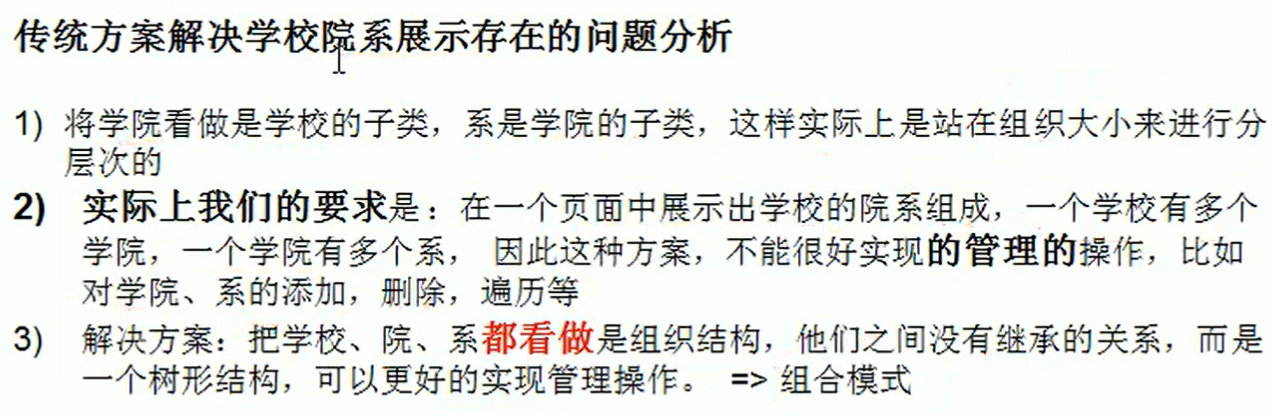 传统方案解决学校院系展示存在的问题分析
1) 将学院看做是学校的子类，系是学院的子类，这样实际上是站在组织大小来进行分
层次的
2) 实际上我们的要求是：在一个页面中展示出学校的院系组成，一个学校有多个
学院，一个学院有多个系， 因此这种方案，不能很好实现的管理的操作，比如
对学院、系的添加，删除，遍历等
3) 解决方案：把学校、院、系都看做是组织结构，他们之间没有继承的关系，而是
一个树形结构，可以更好的实现管理操作。 => 组合模式